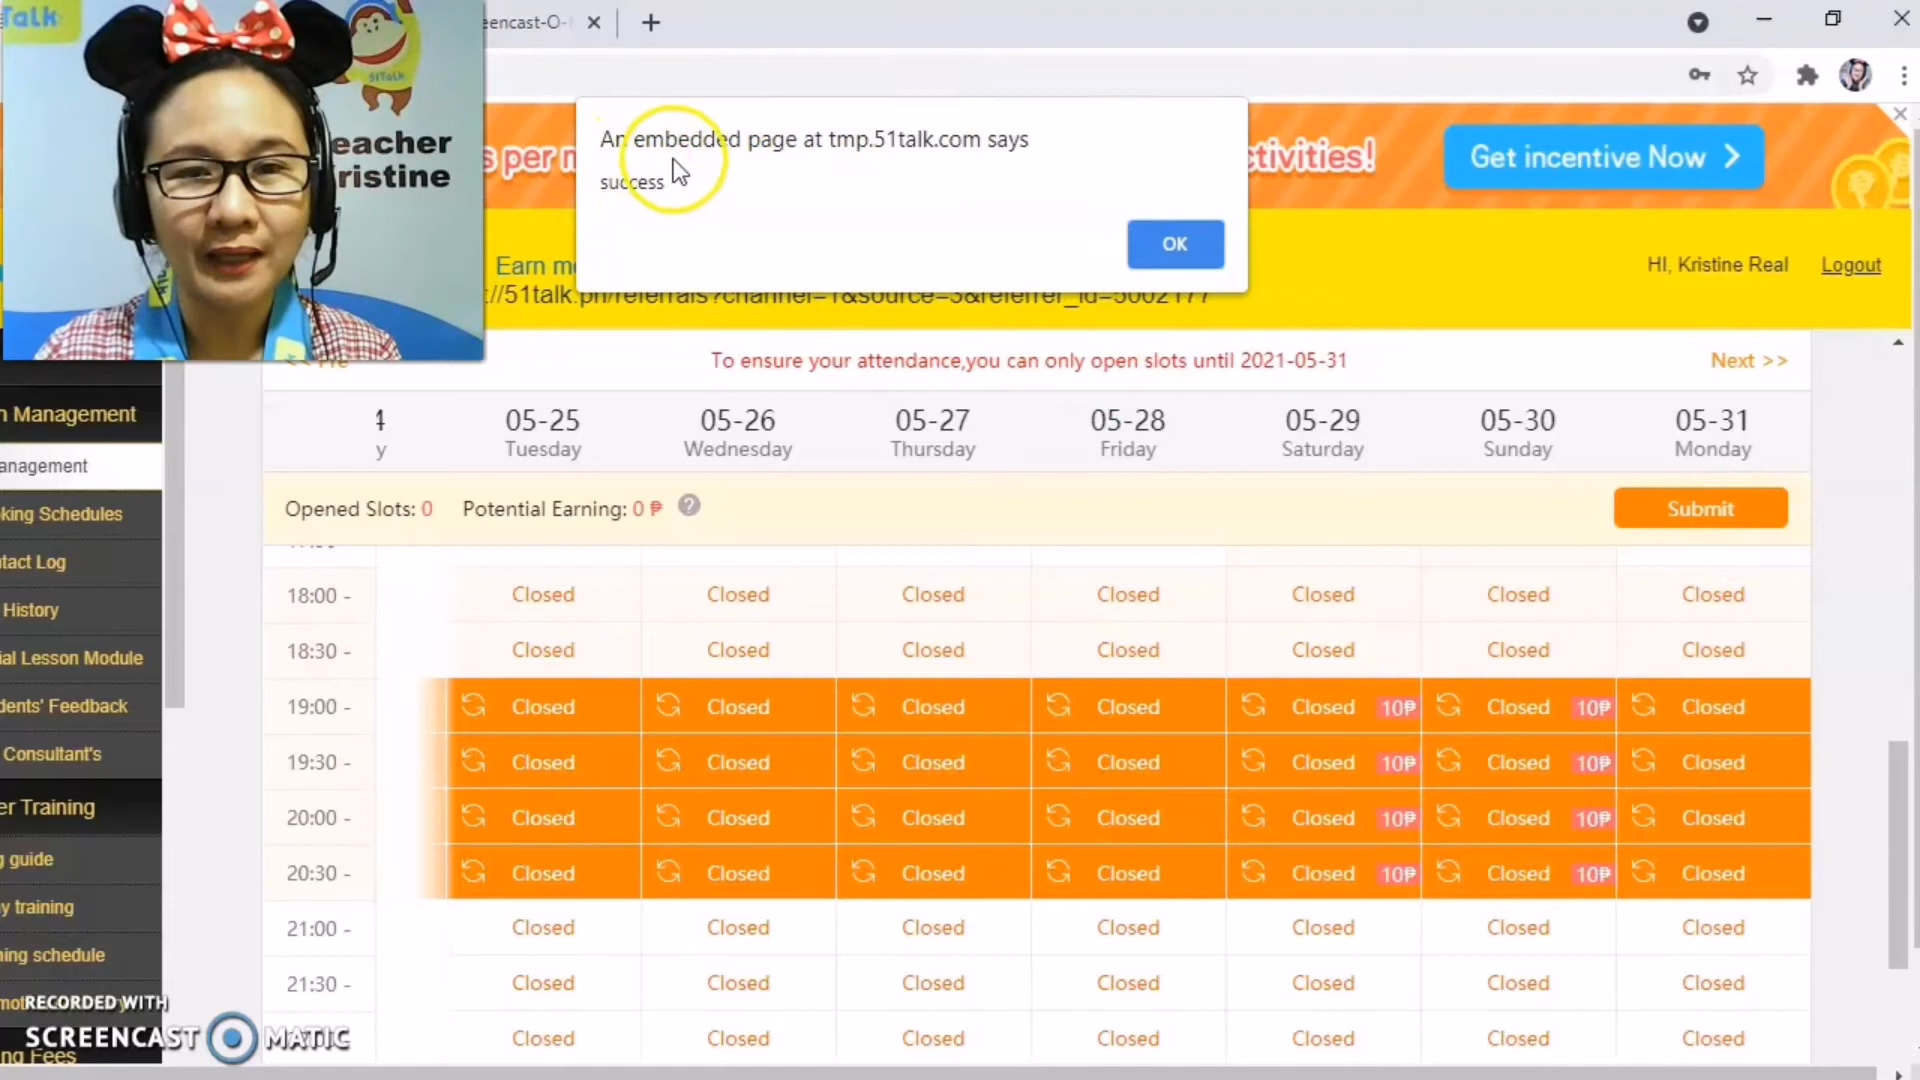 Talk
51Talk
eacher
ristine
eencast-O-
An embedded page at tmp.51talk.com says
success
OK
s per m
ctivities!
Get incentive Now
Earn m
//51talk.ph/referrals?channel=1&source=3&referrer_id=5002177
HI, Kristine Real
Logout
To ensure your attendance,you can only open slots until 2021-05-31
Next >>
n Management
anagement
king Schedules
tact Log
History
ial Lesson Module
dents' Feedback
Consultant's
er Training
g guide
y training
ning schedule
ng Fees
4 05-25 05-26 05-27 05-28 05-29 05-30 05-31
y Tuesday Wednesday Thursday Friday Saturday Sunday Monday
Opened Slots: 0 Potential Earning: 0 ₱ ?
Submit
18:00 - Closed Closed Closed Closed Closed Closed Closed
18:30 - Closed Closed Closed Closed Closed Closed Closed
19:00 - Closed Closed Closed Closed Closed 10₱ Closed 10₱ Closed
19:30 - Closed Closed Closed Closed Closed 10₱ Closed 10₱ Closed
20:00 - Closed Closed Closed Closed Closed 10₱ Closed 10₱ Closed
20:30 - Closed Closed Closed Closed Closed 10₱ Closed 10₱ Closed
21:00 - Closed Closed Closed Closed Closed Closed Closed
21:30 - Closed Closed Closed Closed Closed Closed Closed
Closed Closed Closed Closed Closed Closed Closed
RECORDED WITH
SCREENCAST MATIC